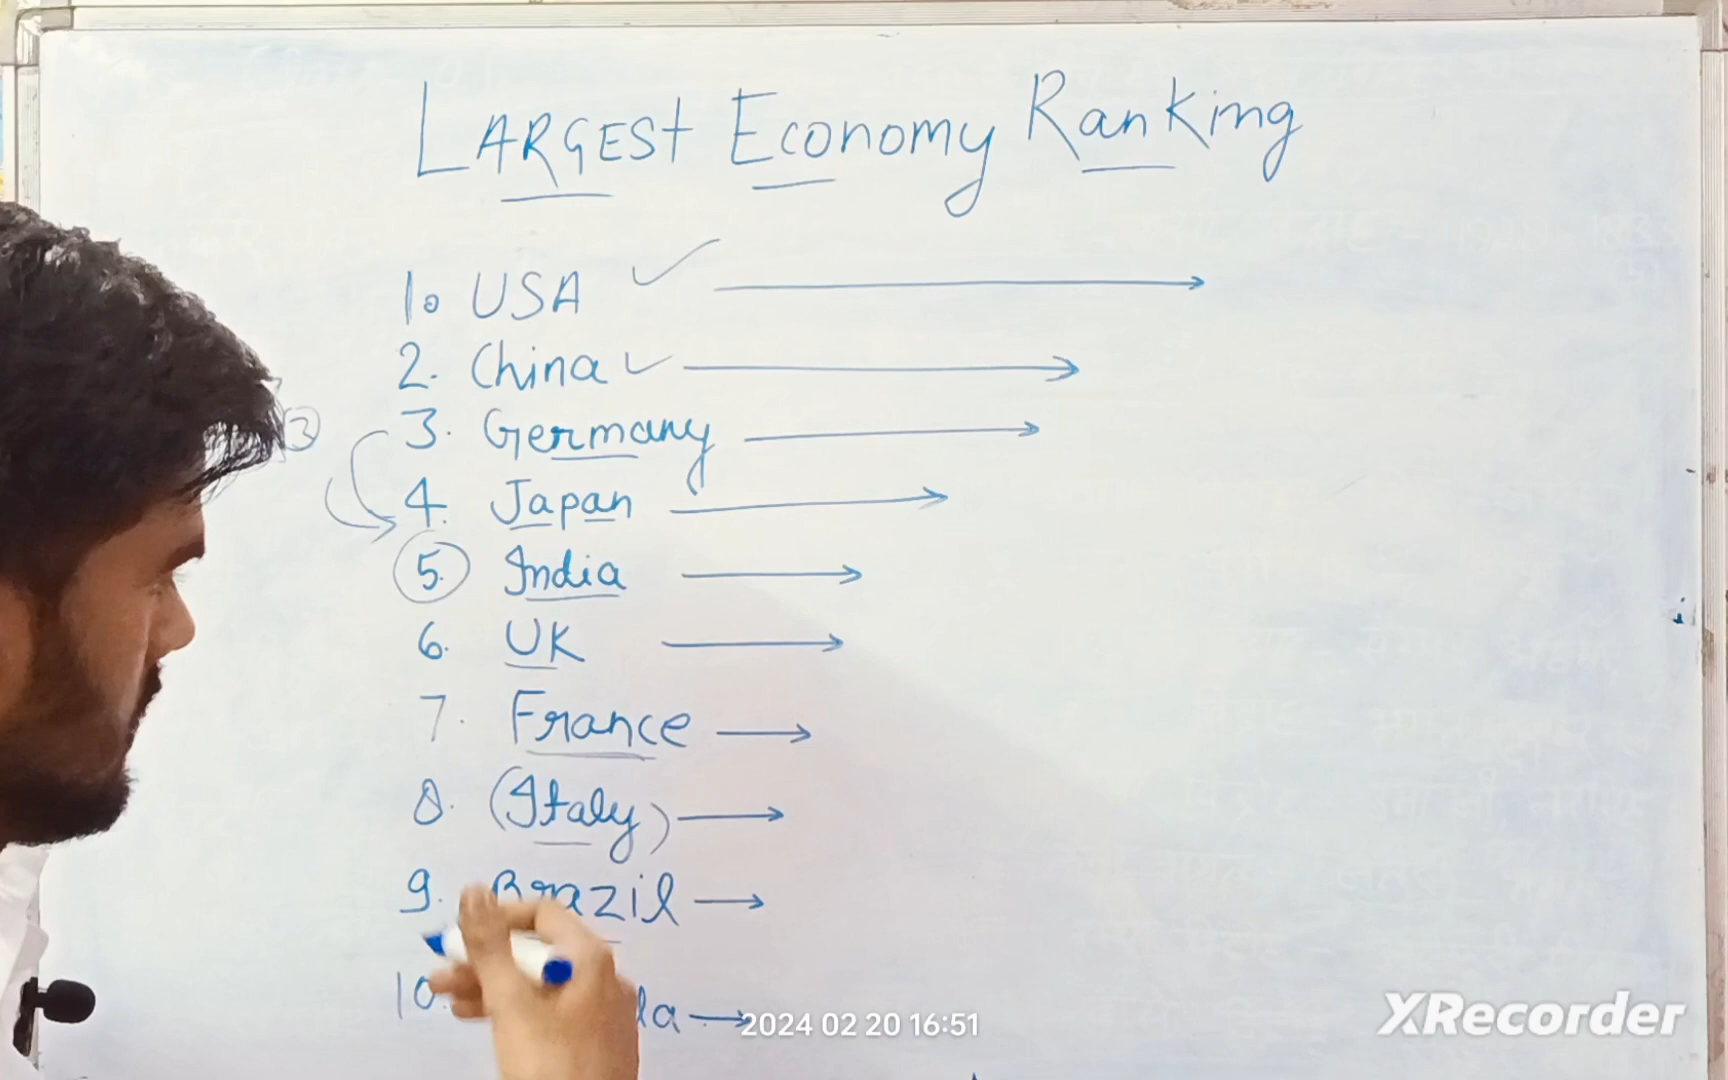 LARGEST Economy Ranking
1. USA
2. China
3. Germany
3
4. Japan
5. India
6. UK
7. France
8. (Italy)
9. Brazil
10.
2024 02 20 16:51
XRecorder